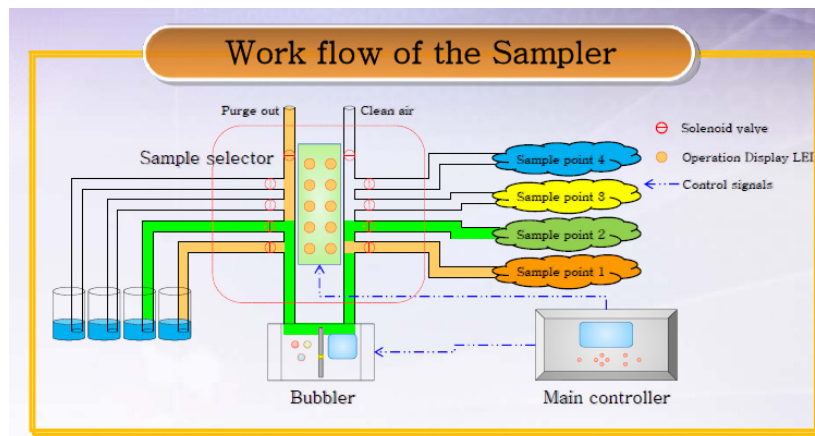 Work flow of the Sampler
Purge out
Clean air
Solenoid valve
Sample selector
Sample point 4
Operation Display LED
Sample point 3
Control signals
Sample point 2
Sample point 1
Bubbler
Main controller